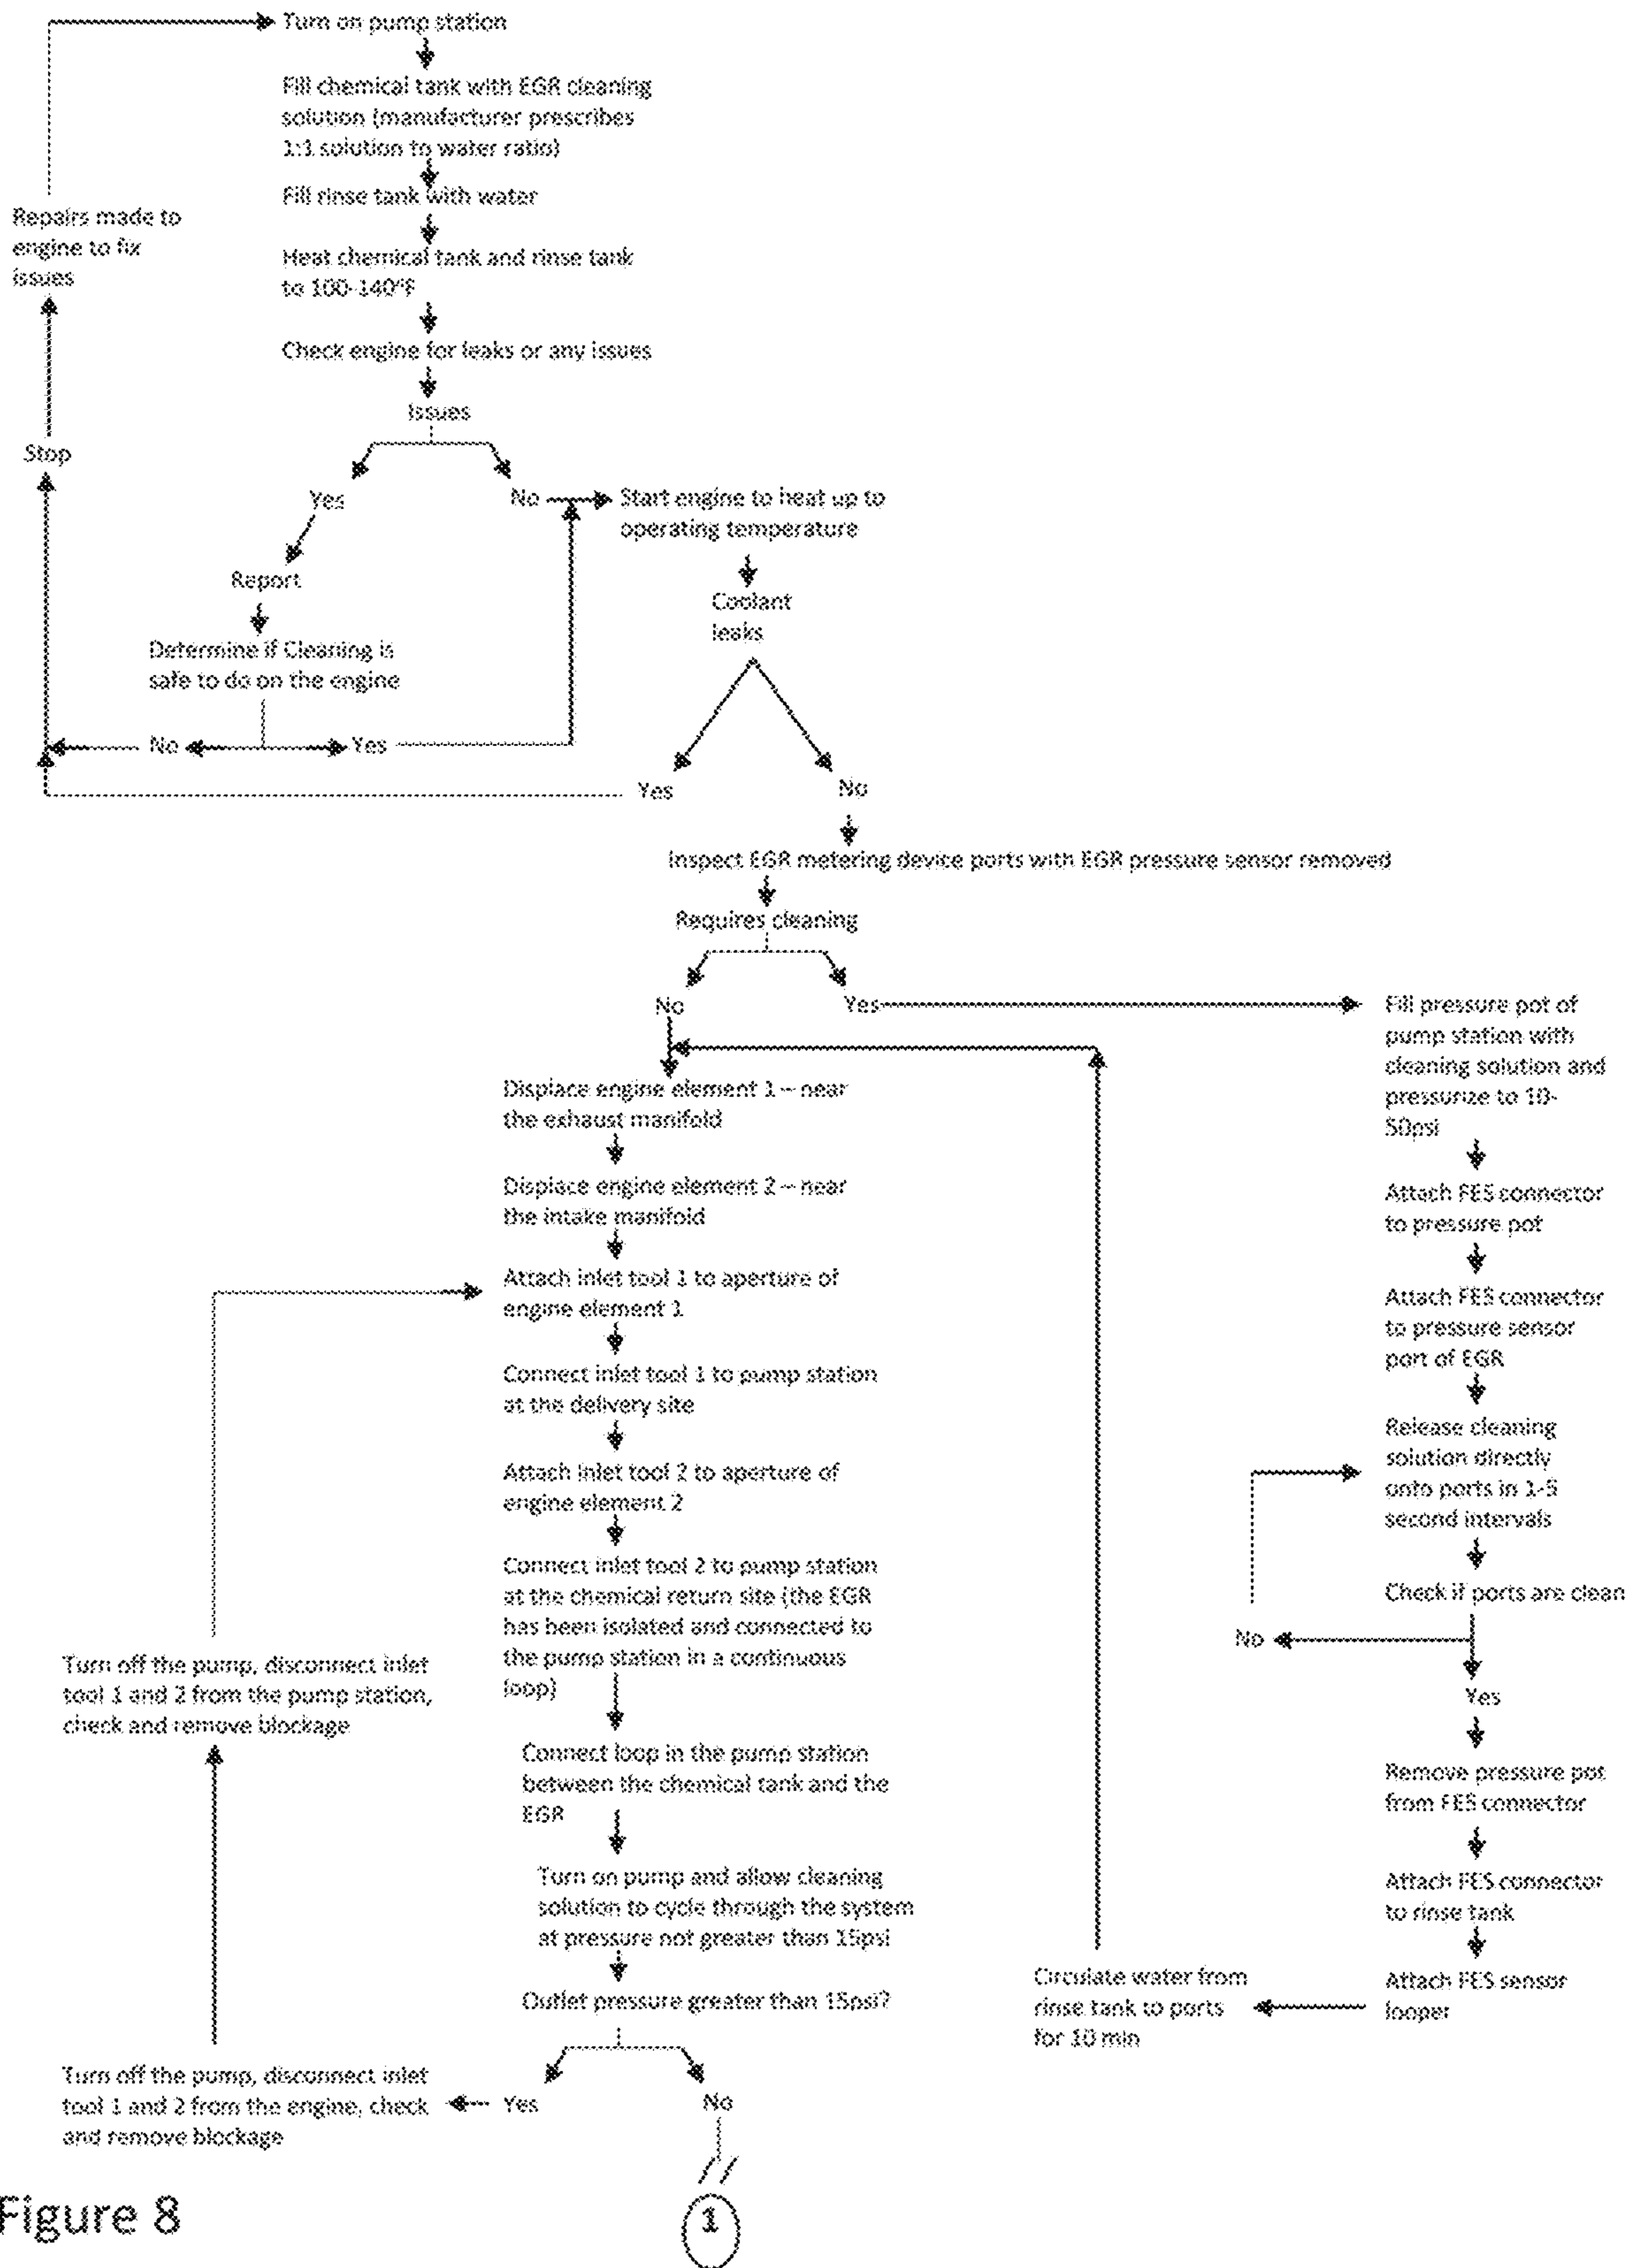 Turn on pump station
Fill chemical tank with EGR cleaning
solution (manufacturer prescribes
1:1 solution to water ratio)
Fill rinse tank with water
Heat chemical tank and rinse tank
to 100-140°F
Check engine for leaks or any issues
Issues
Yes
No
Report
Determine if Cleaning is
safe to do on the engine
No
Yes
Stop
Repairs made to
engine to fix
issues
Start engine to heat up to
operating temperature
Coolant
leaks
Yes
No
Inspect EGR metering device ports with EGR pressure sensor removed
Requires cleaning
No
Yes
Fill pressure pot of
pump station with
cleaning solution and
pressurize to 10-
50psi
Attach FES connector
to pressure pot
Attach FES connector
to pressure sensor
port of EGR
Release cleaning
solution directly
onto ports in 1-5
second intervals
Check if ports are clean
No
Yes
Remove pressure pot
from FES connector
Attach FES connector
to rinse tank
Attach FES sensor
looper
Circulate water from
rinse tank to ports
for 10 min
Displace engine element 1 – near
the exhaust manifold
Displace engine element 2 – near
the intake manifold
Attach inlet tool 1 to aperture of
engine element 1
Connect inlet tool 1 to pump station
at the delivery site
Attach inlet tool 2 to aperture of
engine element 2
Connect inlet tool 2 to pump station
at the chemical return site (the EGR
has been isolated and connected to
the pump station in a continuous
loop)
Connect loop in the pump station
between the chemical tank and the
EGR
Turn on pump and allow cleaning
solution to cycle through the system
at pressure not greater than 15psi
Outlet pressure greater than 15psi?
Yes
No
Turn off the pump, disconnect inlet
tool 1 and 2 from the engine, check
and remove blockage
Turn off the pump, disconnect inlet
tool 1 and 2 from the pump station,
check and remove blockage
1
Figure 8